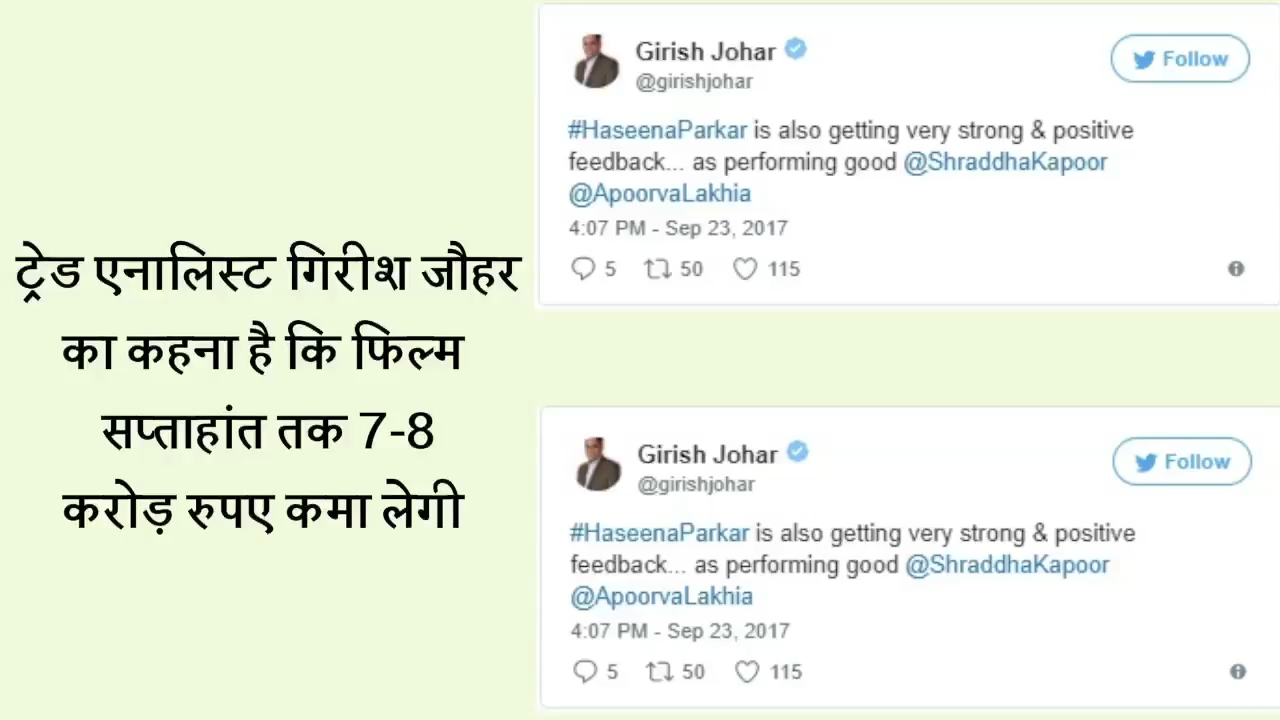 ट्रेड एनालिस्ट गिरीश जौहर
का कहना है कि फिल्म
सप्ताहांत तक 7-8
करोड़ रुपए कमा लेगी
Girish Johar
@girishjohar
Follow
#HaseenaParkar is also getting very strong & positive
feedback... as performing good @ShraddhaKapoor
@ApoorvaLakhia
4:07 PM - Sep 23, 2017
5 50 115
Girish Johar
@girishjohar
Follow
#HaseenaParkar is also getting very strong & positive
feedback... as performing good @ShraddhaKapoor
@ApoorvaLakhia
4:07 PM - Sep 23, 2017
5 50 115